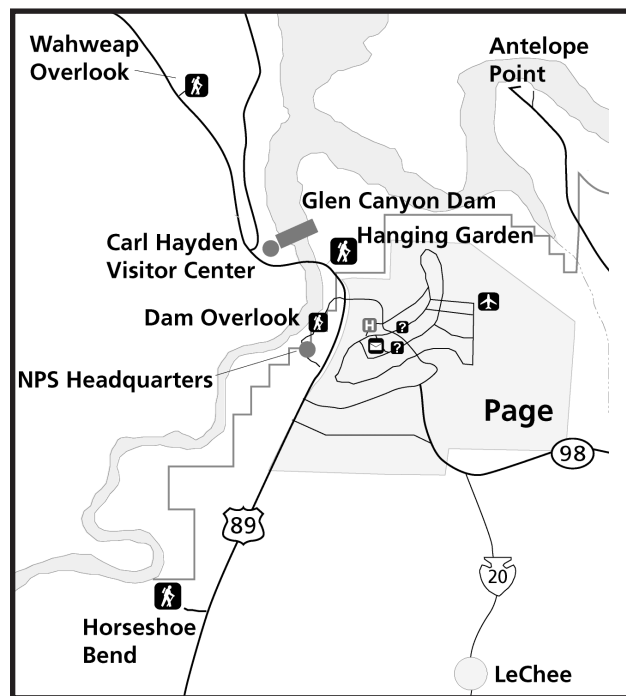 Wahweap
Overlook
Antelope
Point
Glen Canyon Dam
Carl Hayden
Visitor Center
Hanging Garden
Dam Overlook
H
?
?
NPS Headquarters
Page
98
89
20
Horseshoe
Bend
LeChee